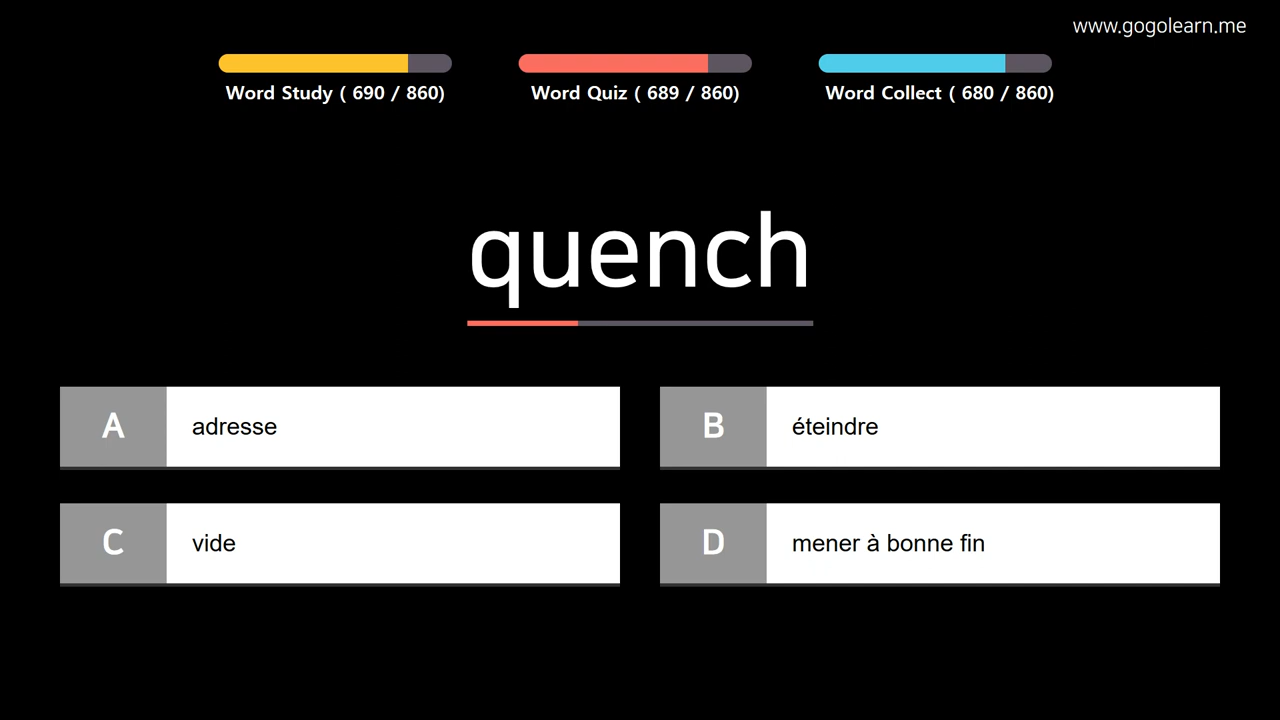 www.gogolearn.me
Word Study ( 690 / 860)
Word Quiz ( 689 / 860)
Word Collect ( 680 / 860)
quench
A adresse
B éteindre
C vide
D mener à bonne fin